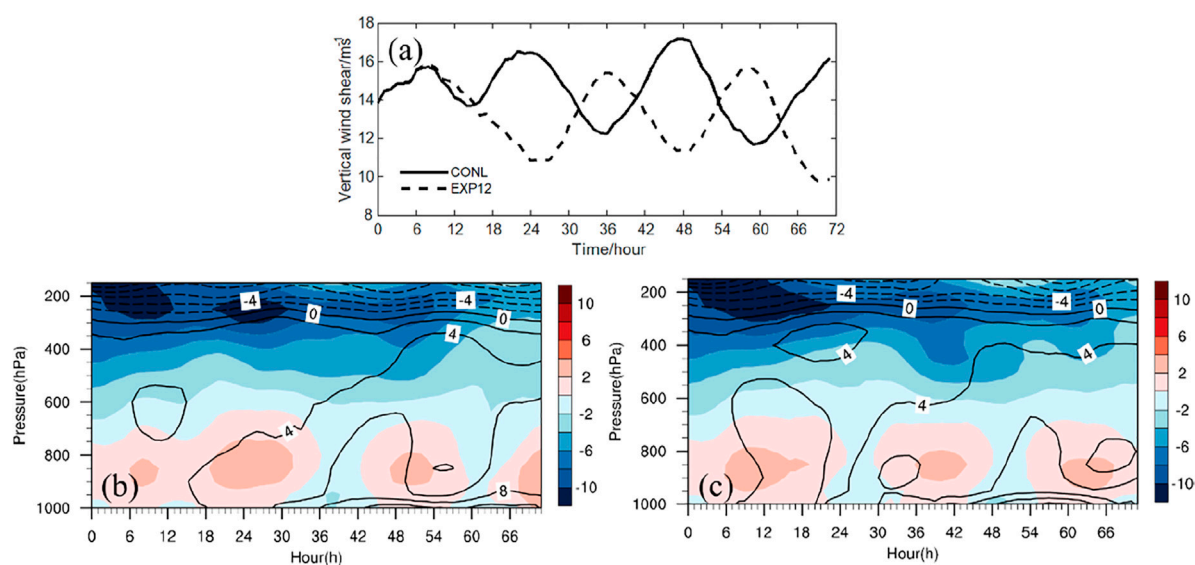 (a)
Vertical wind shear/ms⁻¹
18
16
14
12
10
8
CONL
EXP12
0 6 12 18 24 30 36 42 48 54 60 66 72
Time/hour
Pressure(hPa)
200
400
600
800
1000
-4 -4
0 0
4
4
8
(b)
0 6 12 18 24 30 36 42 48 54 60 66
Hour(h)
10
6
2
-2
-6
-10
Pressure(hPa)
200
400
600
800
1000
-4 -4
0 0
4 4
4
4
(c)
0 6 12 18 24 30 36 42 48 54 60 66
Hour(h)
10
6
2
-2
-6
-10